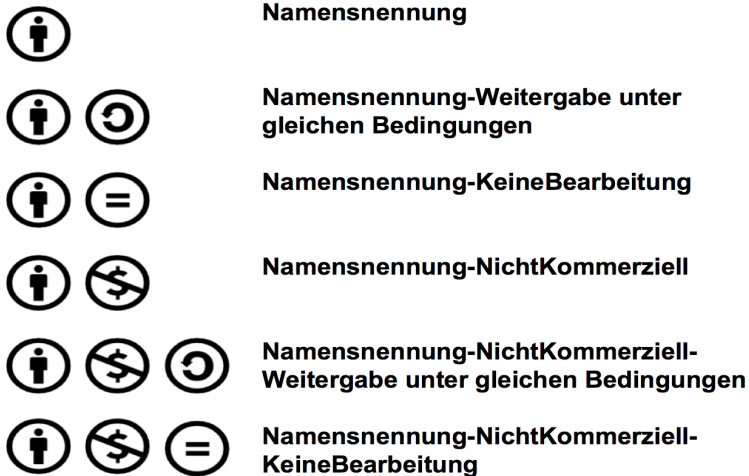 Namensnennung
Namensnennung-Weitergabe unter
gleichen Bedingungen
Namensnennung-KeineBearbeitung
Namensnennung-NichtKommerziell
Namensnennung-NichtKommerziell-
Weitergabe unter gleichen Bedingungen
Namensnennung-NichtKommerziell-
KeineBearbeitung